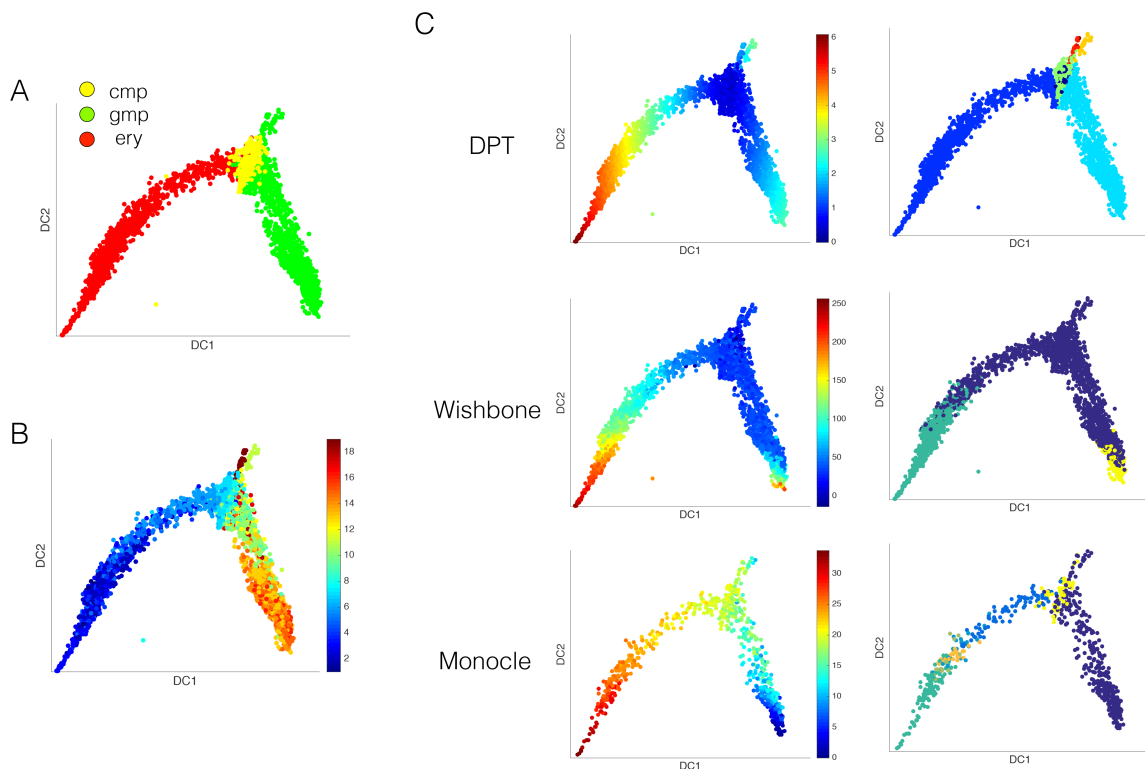 A
cmp
gmp
ery
DC2
DC1
B
18
16
14
12
10
8
6
4
2
DC2
DC1
C
DPT
DC2
DC1
6
5
4
3
2
1
0
DC2
DC1
Wishbone
DC2
DC1
250
200
150
100
50
0
DC2
DC1
Monocle
DC2
DC1
30
25
20
15
10
5
0
DC2
DC1